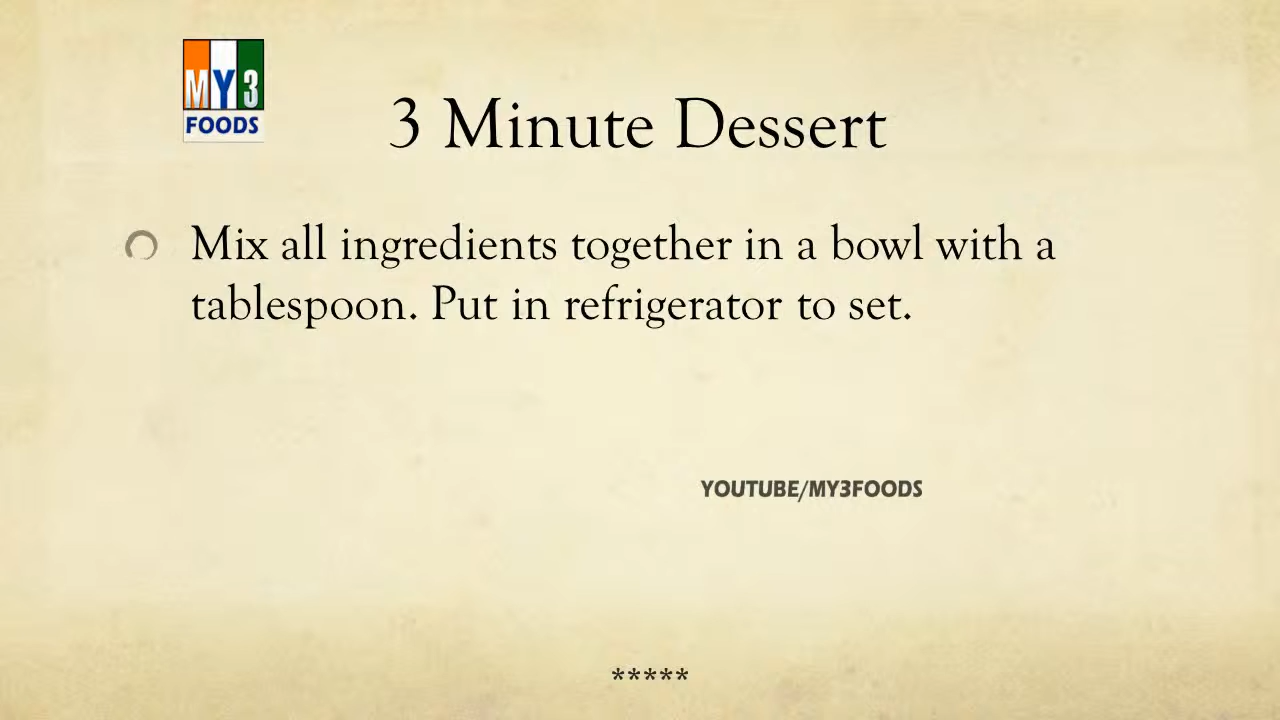 MY3
FOODS
3 Minute Dessert
Mix all ingredients together in a bowl with a
tablespoon. Put in refrigerator to set.
YOUTUBE/MY3FOODS
*****